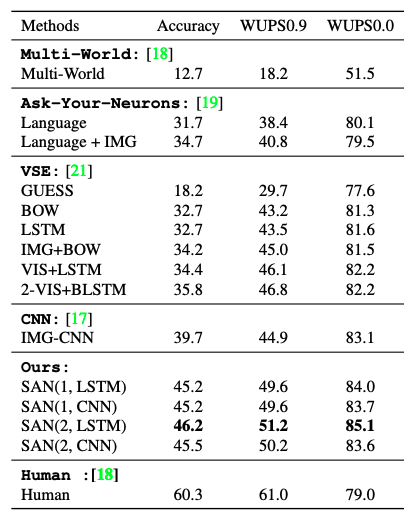 Methods Accuracy WUPS0.9 WUPS0.0
Multi-World: [18]
Multi-World 12.7 18.2 51.5
Ask-Your-Neurons: [19]
Language 31.7 38.4 80.1
Language + IMG 34.7 40.8 79.5
VSE: [21]
GUESS 18.2 29.7 77.6
BOW 32.7 43.2 81.3
LSTM 32.7 43.5 81.6
IMG+BOW 34.2 45.0 81.5
VIS+LSTM 34.4 46.1 82.2
2-VIS+BLSTM 35.8 46.8 82.2
CNN: [17]
IMG-CNN 39.7 44.9 83.1
Ours:
SAN(1, LSTM) 45.2 49.6 84.0
SAN(1, CNN) 45.2 49.6 83.7
SAN(2, LSTM) 46.2 51.2 85.1
SAN(2, CNN) 45.5 50.2 83.6
Human :[18]
Human 60.3 61.0 79.0